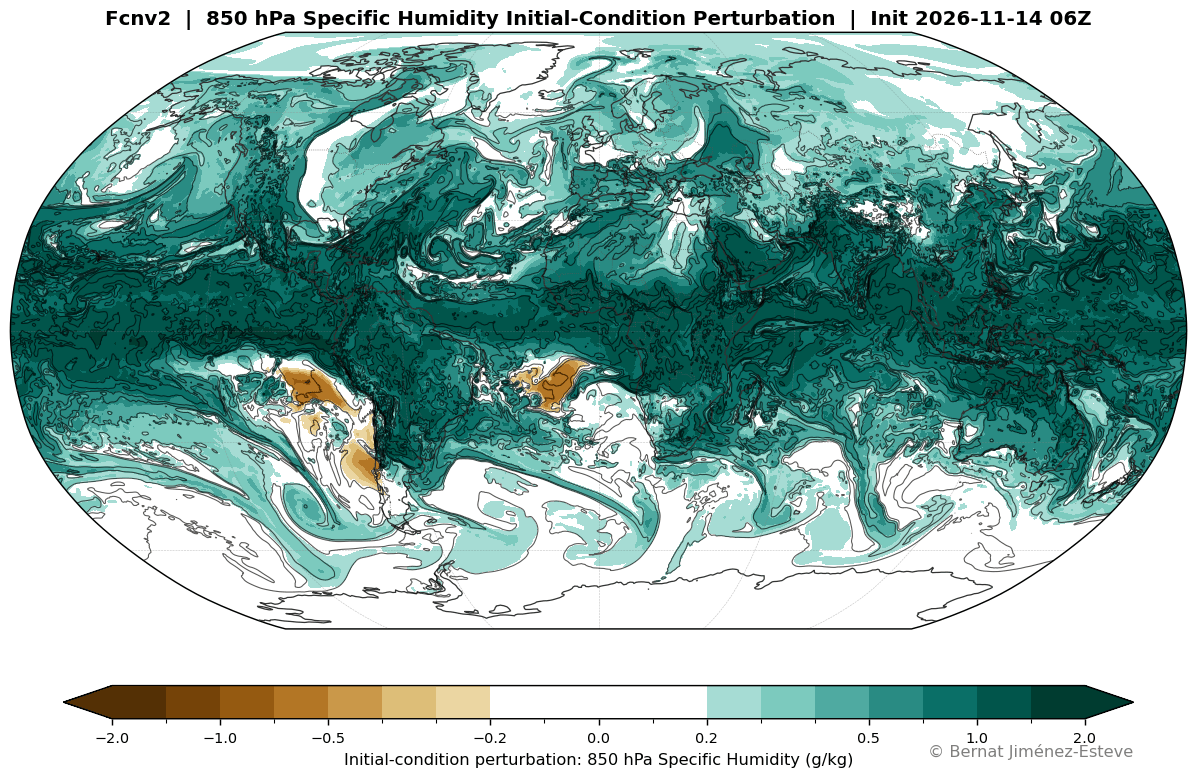 Fcnv2 | 850 hPa Specific Humidity Initial-Condition Perturbation | Init 2026-11-14 06Z
−2.0 −1.0 −0.5 −0.2 0.0 0.2 0.5 1.0 2.0
© Bernat Jiménez-Esteve
Initial-condition perturbation: 850 hPa Specific Humidity (g/kg)